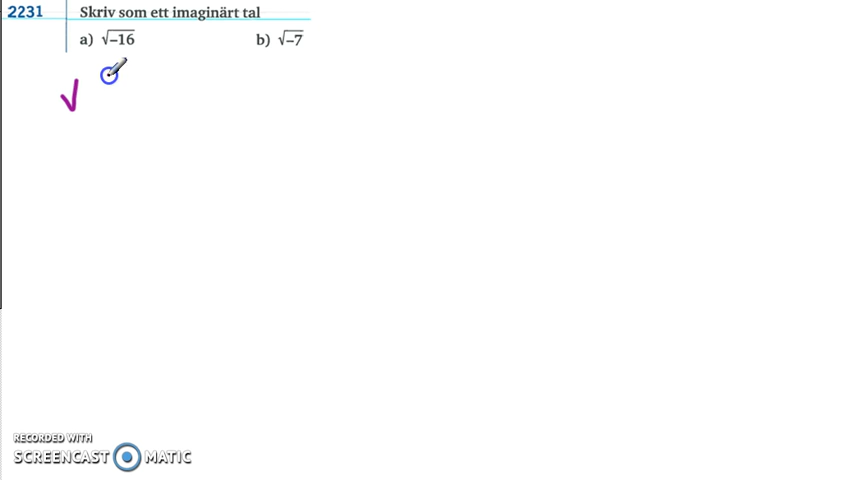 2231 Skriv som ett imaginärt tal
a) √−16 b) √−7
√
RECORDED WITH
SCREENCAST MATIC